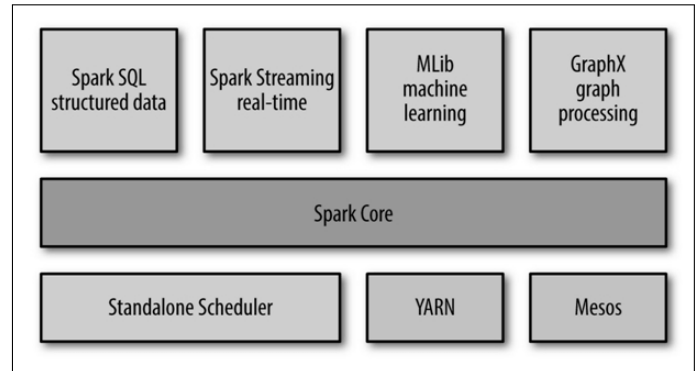 Spark SQL
structured data
Spark Streaming
real-time
MLib
machine
learning
GraphX
graph
processing
Spark Core
Standalone Scheduler
YARN
Mesos